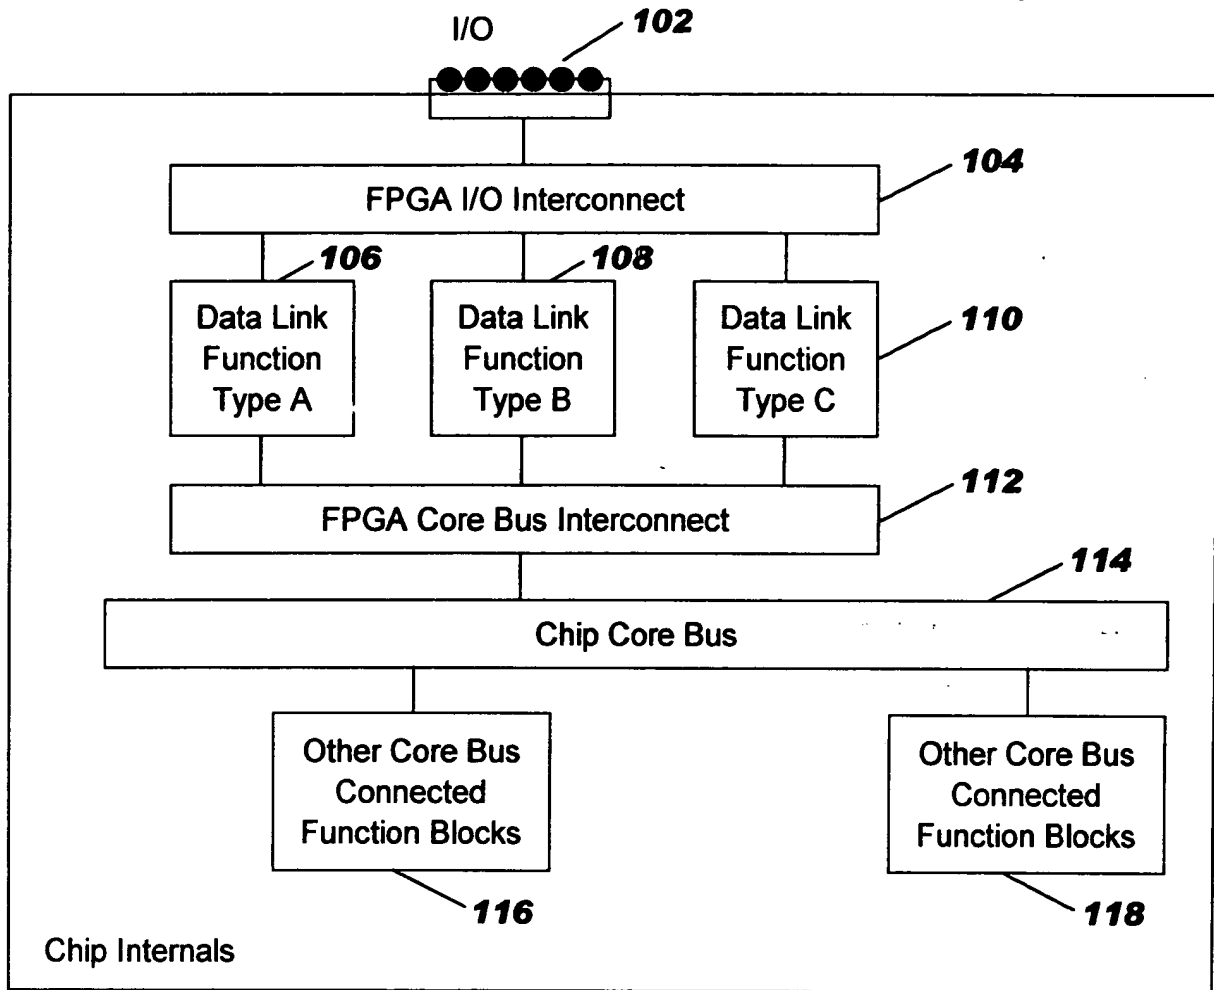 I/O
102
104
FPGA I/O Interconnect
106
108
110
Data Link
Function
Type A
Data Link
Function
Type B
Data Link
Function
Type C
112
FPGA Core Bus Interconnect
114
Chip Core Bus
Other Core Bus
Connected
Function Blocks
Other Core Bus
Connected
Function Blocks
116
118
Chip Internals